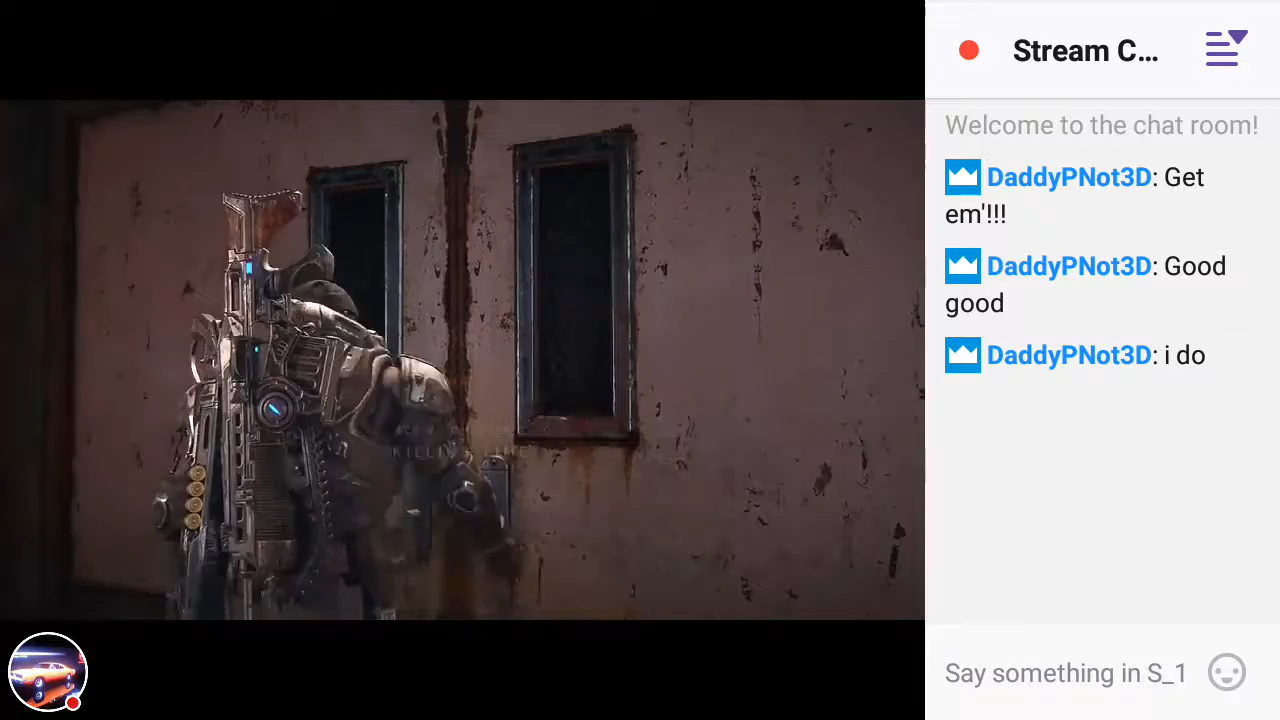 Stream C...
Welcome to the chat room!
DaddyPNot3D: Get
em'!!!
DaddyPNot3D: Good
good
DaddyPNot3D: i do
Say something in S_1